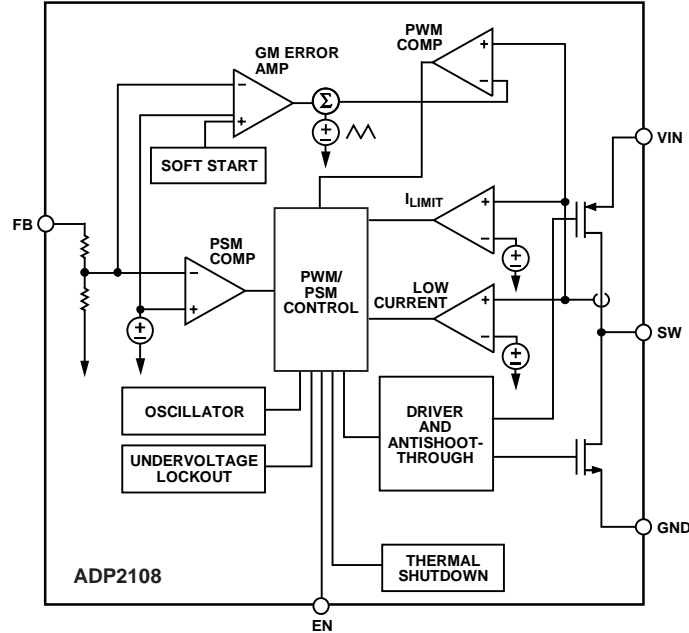 PWM
COMP
GM ERROR
AMP
+
−
−
+
Σ
+
−
SOFT START
VIN
FB
I_LIMIT
+
−
+
−
PSM
COMP
−
+
PWM/
PSM
CONTROL
LOW
CURRENT
+
−
+
−
+
−
SW
OSCILLATOR
DRIVER
AND
ANTISHOOT-
THROUGH
UNDERVOLTAGE
LOCKOUT
GND
THERMAL
SHUTDOWN
ADP2108
EN